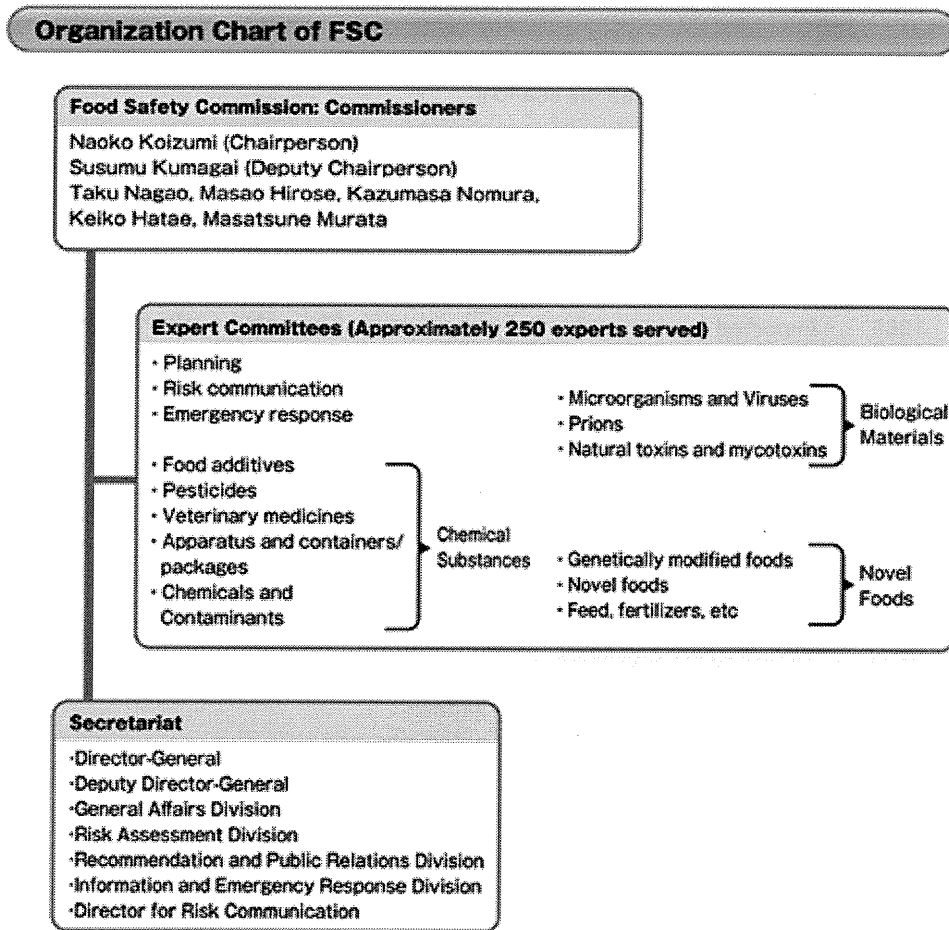 Organization Chart of FSC
Food Safety Commission: Commissioners
Naoko Koizumi (Chairperson)
Susumu Kumagai (Deputy Chairperson)
Taku Nagao, Masao Hirose, Kazumasa Nomura,
Keiko Hatae, Masatsune Murata
Expert Committees (Approximately 250 experts served)
・Planning
・Risk communication
・Emergency response
・Food additives
・Pesticides
・Veterinary medicines
・Apparatus and containers/
packages
・Chemicals and
Contaminants
Chemical
Substances
・Microorganisms and Viruses
・Prions
・Natural toxins and mycotoxins
Biological
Materials
・Genetically modified foods
・Novel foods
・Feed, fertilizers, etc
Novel
Foods
Secretariat
・Director-General
・Deputy Director-General
・General Affairs Division
・Risk Assessment Division
・Recommendation and Public Relations Division
・Information and Emergency Response Division
・Director for Risk Communication